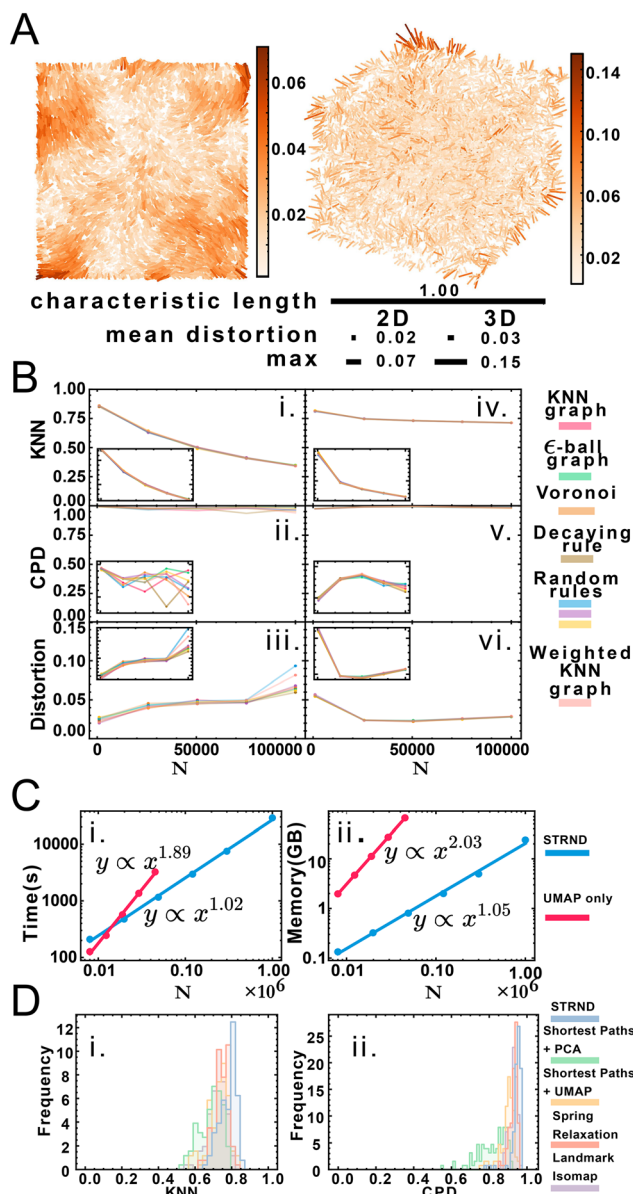 A
0.06
0.04
0.02
0.14
0.10
0.06
0.02
characteristic length
1.00
2D 3D
mean distortion 0.02 0.03
max 0.07 0.15
B
KNN
1.00
0.75
0.50
0.25
0.00
i.
iv.
CPD
1.00
0.75
0.50
0.25
0.00
ii.
v.
Distortion
0.15
0.10
0.05
0.00
iii.
vi.
0 50000 100000
0 50000 100000
N
N
KNN
graph
ϵ-ball
graph
Voronoi
Decaying
rule
Random
rules
Weighted
KNN
graph
C
Time(s)
10000
1000
100
i.
y ∝ x^1.89
y ∝ x^1.02
0.01 0.10 1.00
N ×10^6
Memory(GB)
10
1
0.1
ii.
y ∝ x^2.03
y ∝ x^1.05
0.01 0.10 1.00
N ×10^6
STRND
UMAP only
D
Frequency
12
10
8
6
4
2
0
i.
0.0 0.2 0.4 0.6 0.8 1.0
KNN
Frequency
25
20
15
10
5
0
ii.
0.0 0.2 0.4 0.6 0.8 1.0
CPD
STRND
Shortest Paths
+ PCA
Shortest Paths
+ UMAP
Spring
Relaxation
Landmark
Isomap